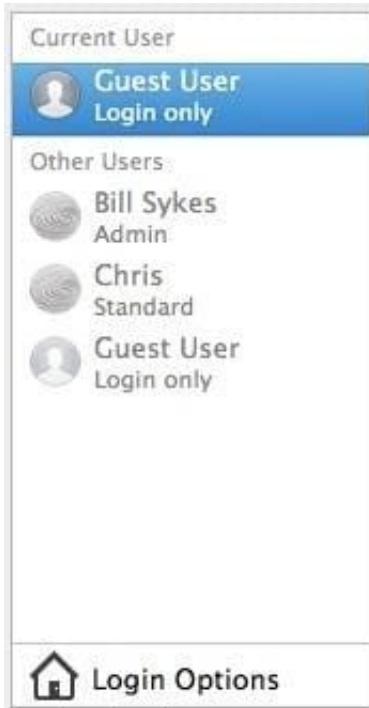 Current User
Guest User
Login only
Other Users
Bill Sykes
Admin
Chris
Standard
Guest User
Login only
Login Options